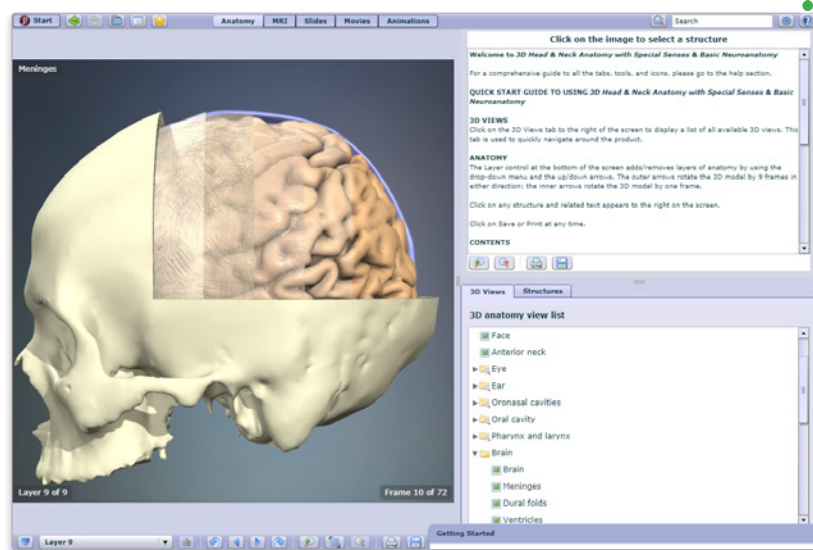 Start
Anatomy MRI Slides Movies Animations
Search
Meninges
Layer 9 of 9
Frame 10 of 72
Click on the image to select a structure
Welcome to 3D Head & Neck Anatomy with Special Senses & Basic Neuroanatomy
For a comprehensive guide to all the tabs, tools, and icons, please go to the help section.
QUICK START GUIDE TO USING 3D Head & Neck Anatomy with Special Senses & Basic
Neuroanatomy
3D VIEWS
Click on the 3D Views tab to the right of the screen to display a list of all available 3D views. This
tab is used to quickly navigate around the product.
ANATOMY
The Layer control at the bottom of the screen adds/removes layers of anatomy by using the
drop-down menu and the up/down arrows. The outer arrows rotate the 3D model by 9 frames in
either direction: the inner arrows rotate the 3D model by one frame.
Click on any structure and related text appears to the right on the screen.
Click on Save or Print at any time.
CONTENTS
3D Views Structures
3D anatomy view list
Face
Anterior neck
Eye
Ear
Oronasal cavities
Oral cavity
Pharynx and larynx
Brain
Brain
Meninges
Dural folds
Ventricles
Layer 9
Getting Started